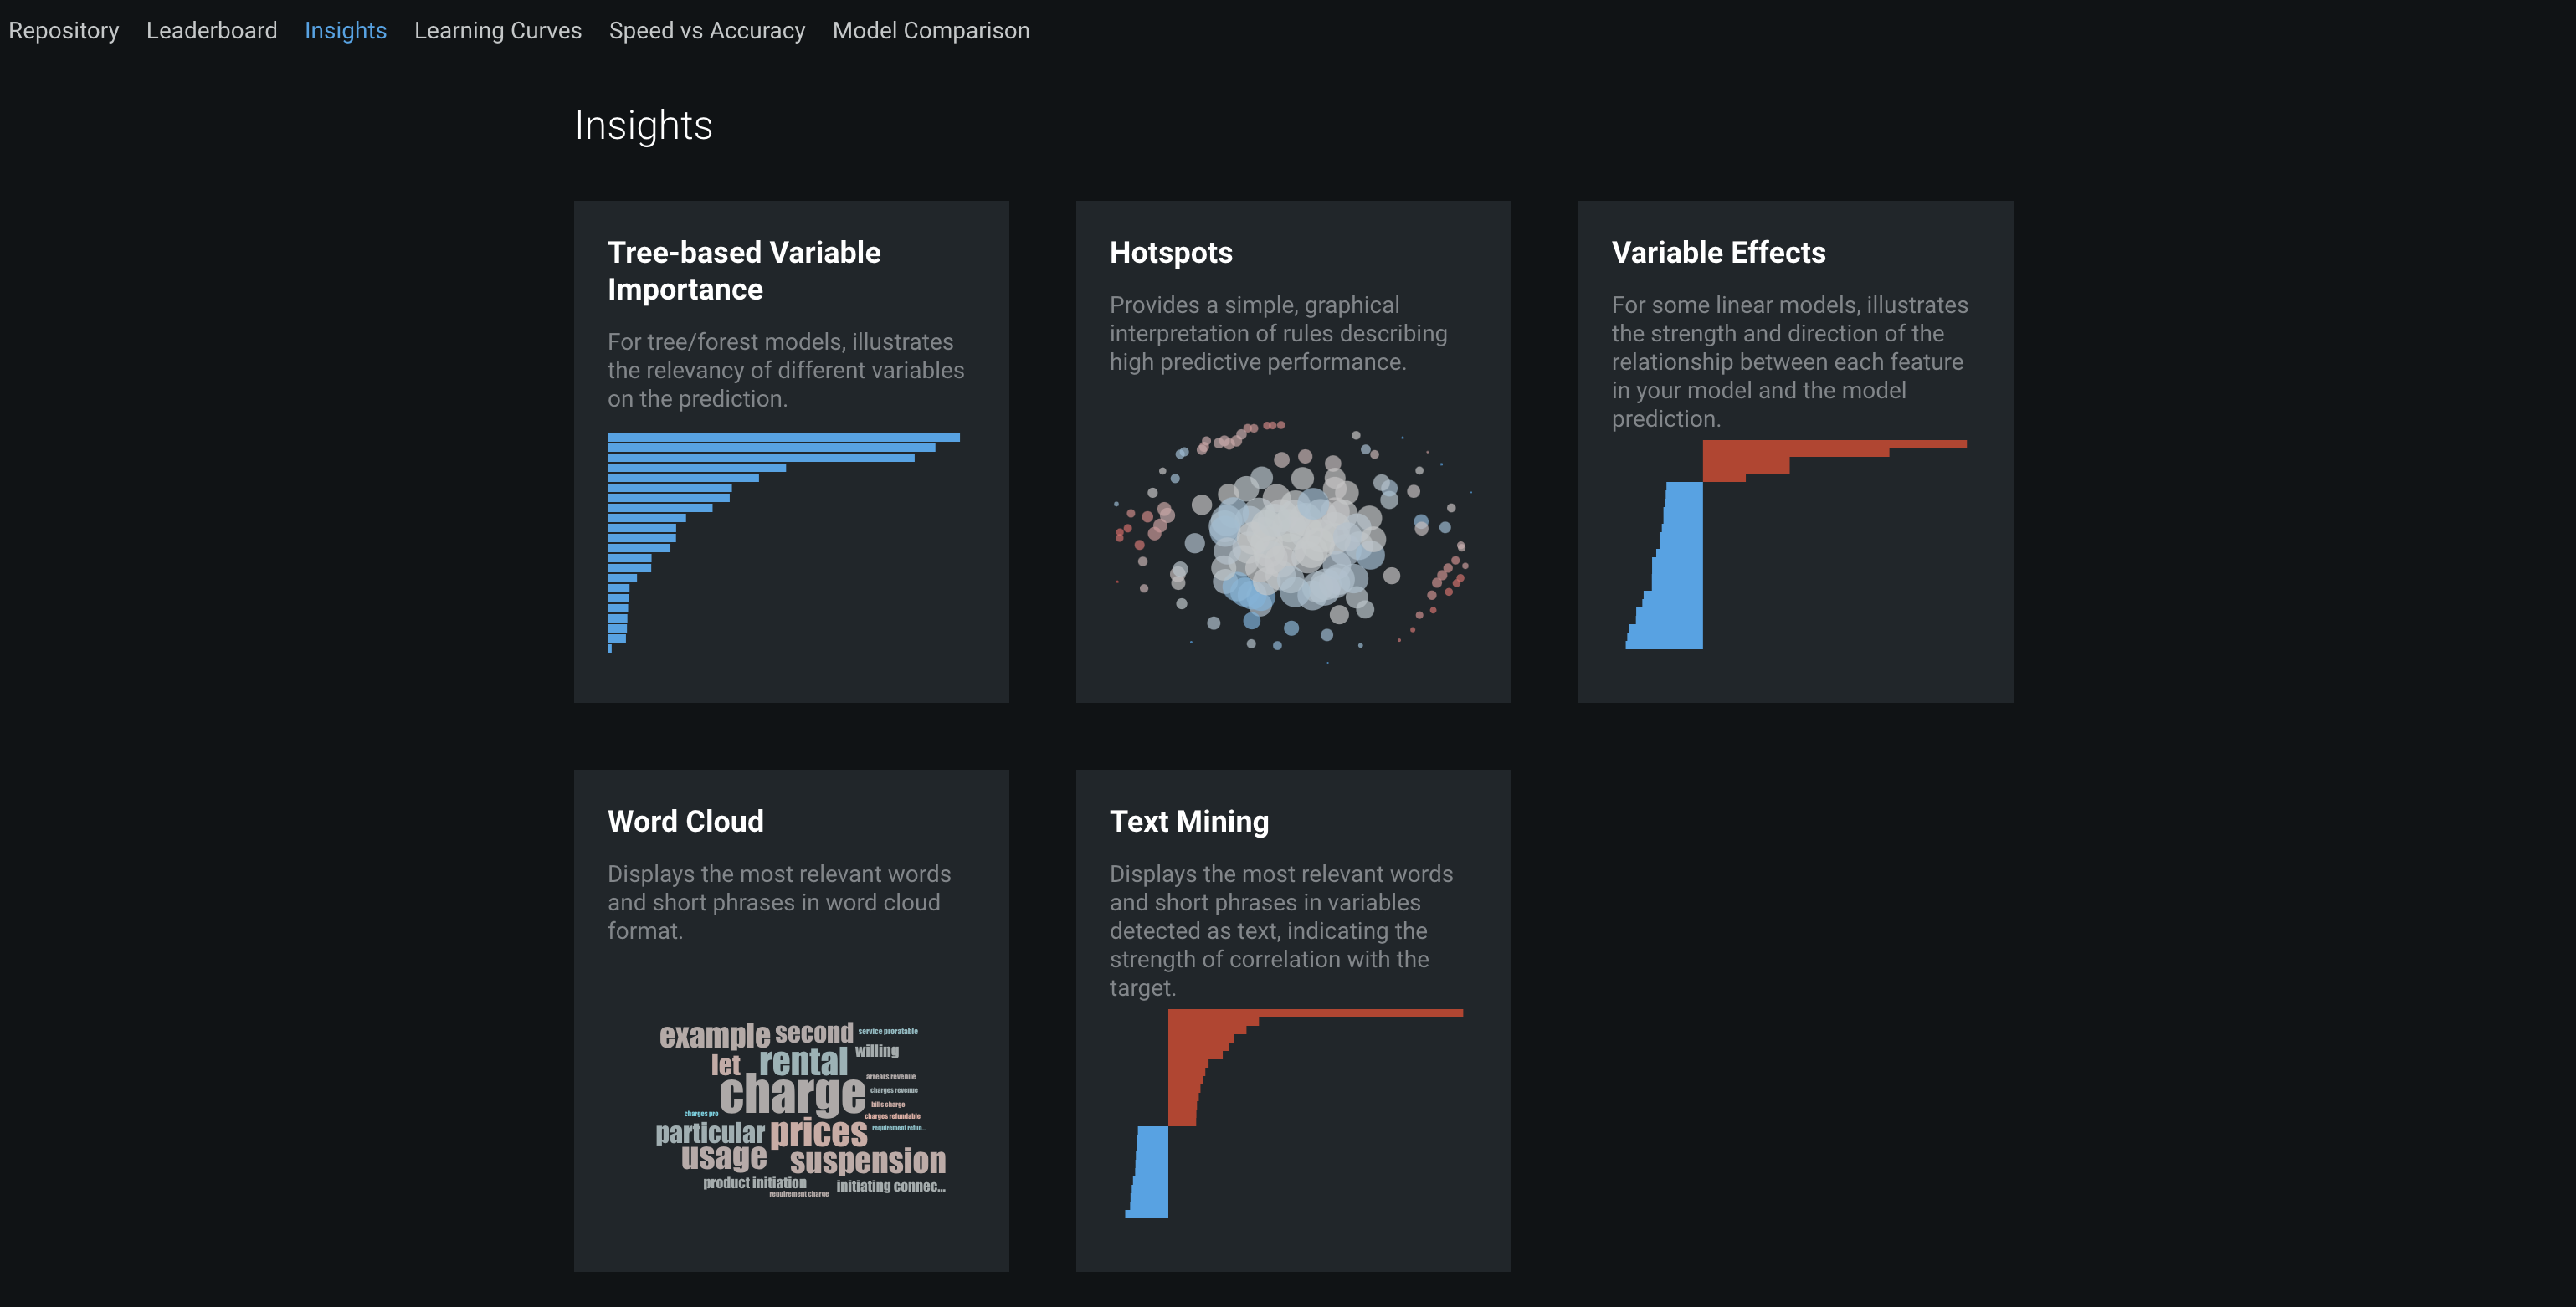 Repository Leaderboard Insights Learning Curves Speed vs Accuracy Model Comparison
Insights
Tree-based Variable
Importance
For tree/forest models, illustrates
the relevancy of different variables
on the prediction.
Hotspots
Provides a simple, graphical
interpretation of rules describing
high predictive performance.
Variable Effects
For some linear models, illustrates
the strength and direction of the
relationship between each feature
in your model and the model
prediction.
Word Cloud
Displays the most relevant words
and short phrases in word cloud
format.
example second service proratable
let rental willing
arrears revenue
charge charges revenue
bills charge
charges pro charges refundable
particular prices requirement refun...
usage suspension
product initiation initiating connec...
requirement charge
Text Mining
Displays the most relevant words
and short phrases in variables
detected as text, indicating the
strength of correlation with the
target.